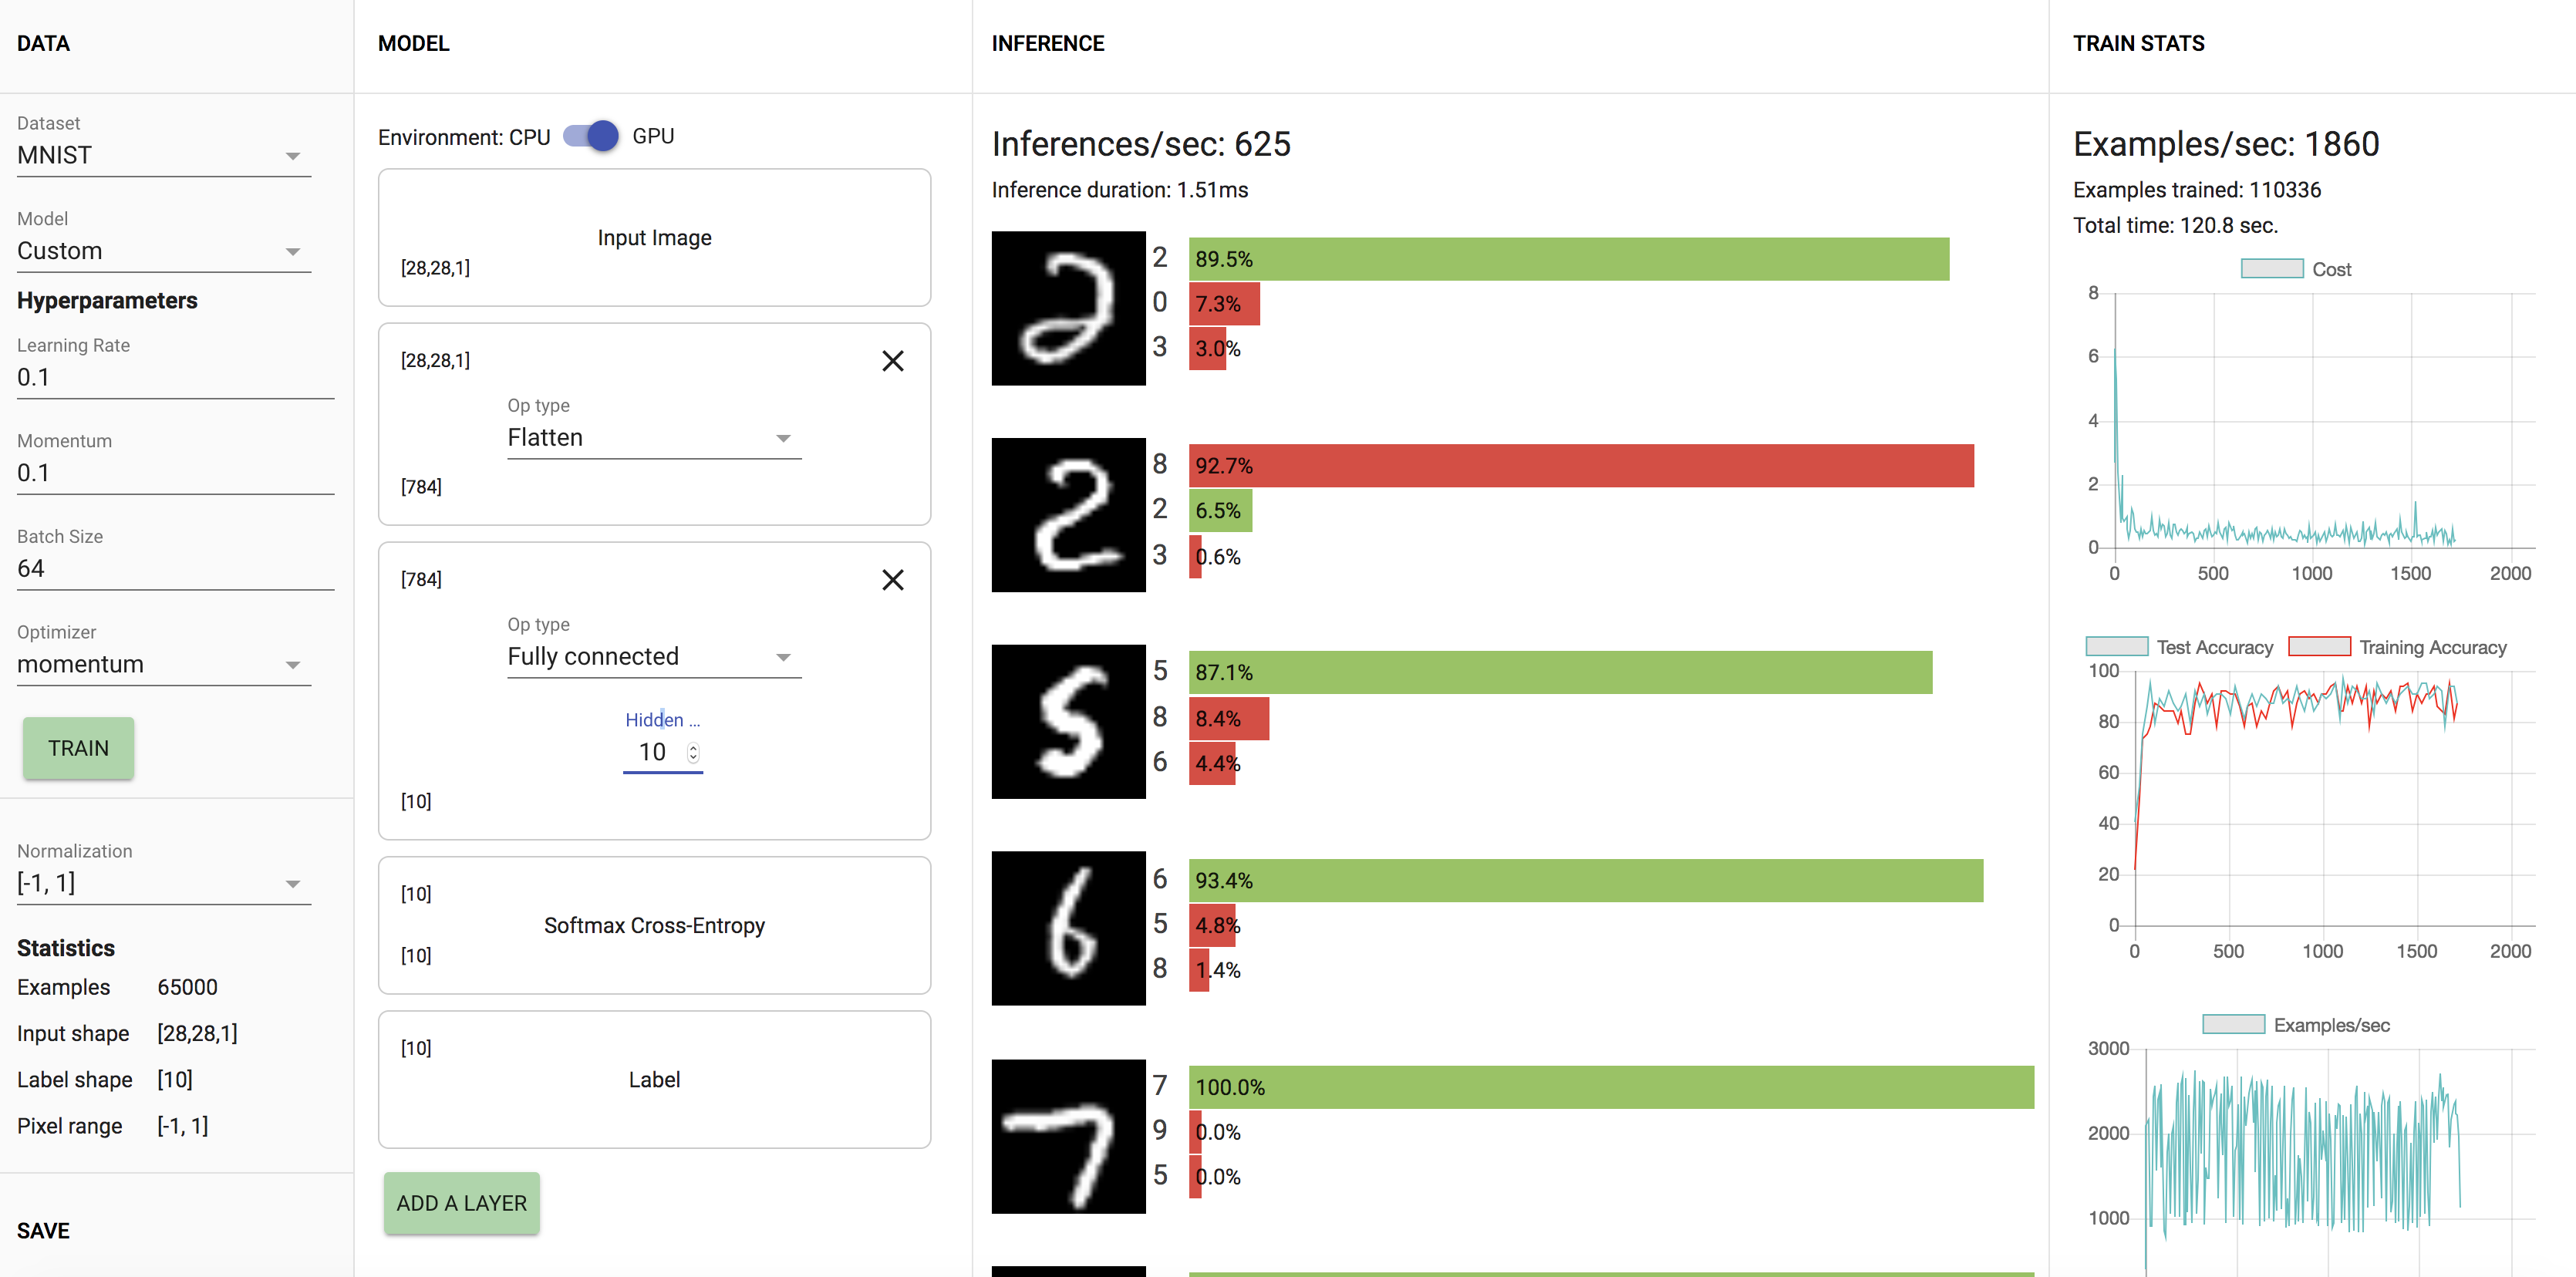 DATA
Dataset
MNIST
Model
Custom
Hyperparameters
Learning Rate
0.1
Momentum
0.1
Batch Size
64
Optimizer
momentum
TRAIN
Normalization
[-1, 1]
Statistics
Examples 65000
Input shape [28,28,1]
Label shape [10]
Pixel range [-1, 1]
SAVE
MODEL
Environment: CPU GPU
Input Image
[28,28,1]
[28,28,1]
Op type
Flatten
[784]
[784]
Op type
Fully connected
Hidden ...
10
[10]
[10]
Softmax Cross-Entropy
[10]
[10]
Label
ADD A LAYER
INFERENCE
Inferences/sec: 625
Inference duration: 1.51ms
2 89.5%
0 7.3%
3 3.0%
8 92.7%
2 6.5%
3 0.6%
5 87.1%
8 8.4%
6 4.4%
6 93.4%
5 4.8%
8 1.4%
7 100.0%
9 0.0%
5 0.0%
TRAIN STATS
Examples/sec: 1860
Examples trained: 110336
Total time: 120.8 sec.
Cost
8
6
4
2
0
0 500 1000 1500 2000
Test Accuracy Training Accuracy
100
80
60
40
20
0
0 500 1000 1500 2000
Examples/sec
3000
2000
1000